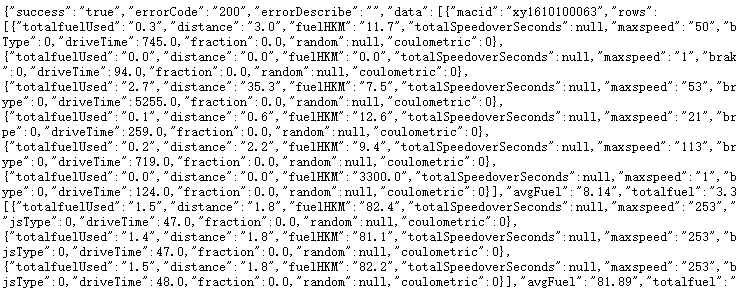 {"success":"true","errorCode":"200","errorDescribe":"","data":[{"macid":"xy1610100063","rows":
[{"totalfuelUsed":"0.3","distance":"3.0","fuelHKM":"11.7","totalSpeedoverSeconds":null,"maxspeed":"50","b
Type":0,"driveTime":745.0,"fraction":0.0,"random":null,"coulometric":0},
{"totalfuelUsed":"0.0","distance":"0.0","fuelHKM":"0.0","totalSpeedoverSeconds":null,"maxspeed":"1","brak
:0,"driveTime":94.0,"fraction":0.0,"random":null,"coulometric":0},
{"totalfuelUsed":"2.7","distance":"35.3","fuelHKM":"7.5","totalSpeedoverSeconds":null,"maxspeed":"53","br
ype":0,"driveTime":5255.0,"fraction":0.0,"random":null,"coulometric":0},
{"totalfuelUsed":"0.1","distance":"0.6","fuelHKM":"12.6","totalSpeedoverSeconds":null,"maxspeed":"21","br
pe":0,"driveTime":259.0,"fraction":0.0,"random":null,"coulometric":0},
{"totalfuelUsed":"0.2","distance":"2.2","fuelHKM":"9.4","totalSpeedoverSeconds":null,"maxspeed":"113","br
ype":0,"driveTime":719.0,"fraction":0.0,"random":null,"coulometric":0},
{"totalfuelUsed":"0.0","distance":"0.0","fuelHKM":"3300.0","totalSpeedoverSeconds":null,"maxspeed":"1","b
ype":0,"driveTime":124.0,"fraction":0.0,"random":null,"coulometric":0}],"avgFuel":"8.14","totalfuel":"3.3
[{"totalfuelUsed":"1.5","distance":"1.8","fuelHKM":"82.4","totalSpeedoverSeconds":null,"maxspeed":"253","
"jsType":0,"driveTime":47.0,"fraction":0.0,"random":null,"coulometric":0},
{"totalfuelUsed":"1.4","distance":"1.8","fuelHKM":"81.1","totalSpeedoverSeconds":null,"maxspeed":"253","b
jsType":0,"driveTime":47.0,"fraction":0.0,"random":null,"coulometric":0},
{"totalfuelUsed":"1.5","distance":"1.8","fuelHKM":"82.2","totalSpeedoverSeconds":null,"maxspeed":"253","b
jsType":0,"driveTime":48.0,"fraction":0.0,"random":null,"coulometric":0}],"avgFuel":"81.89","totalfuel":"